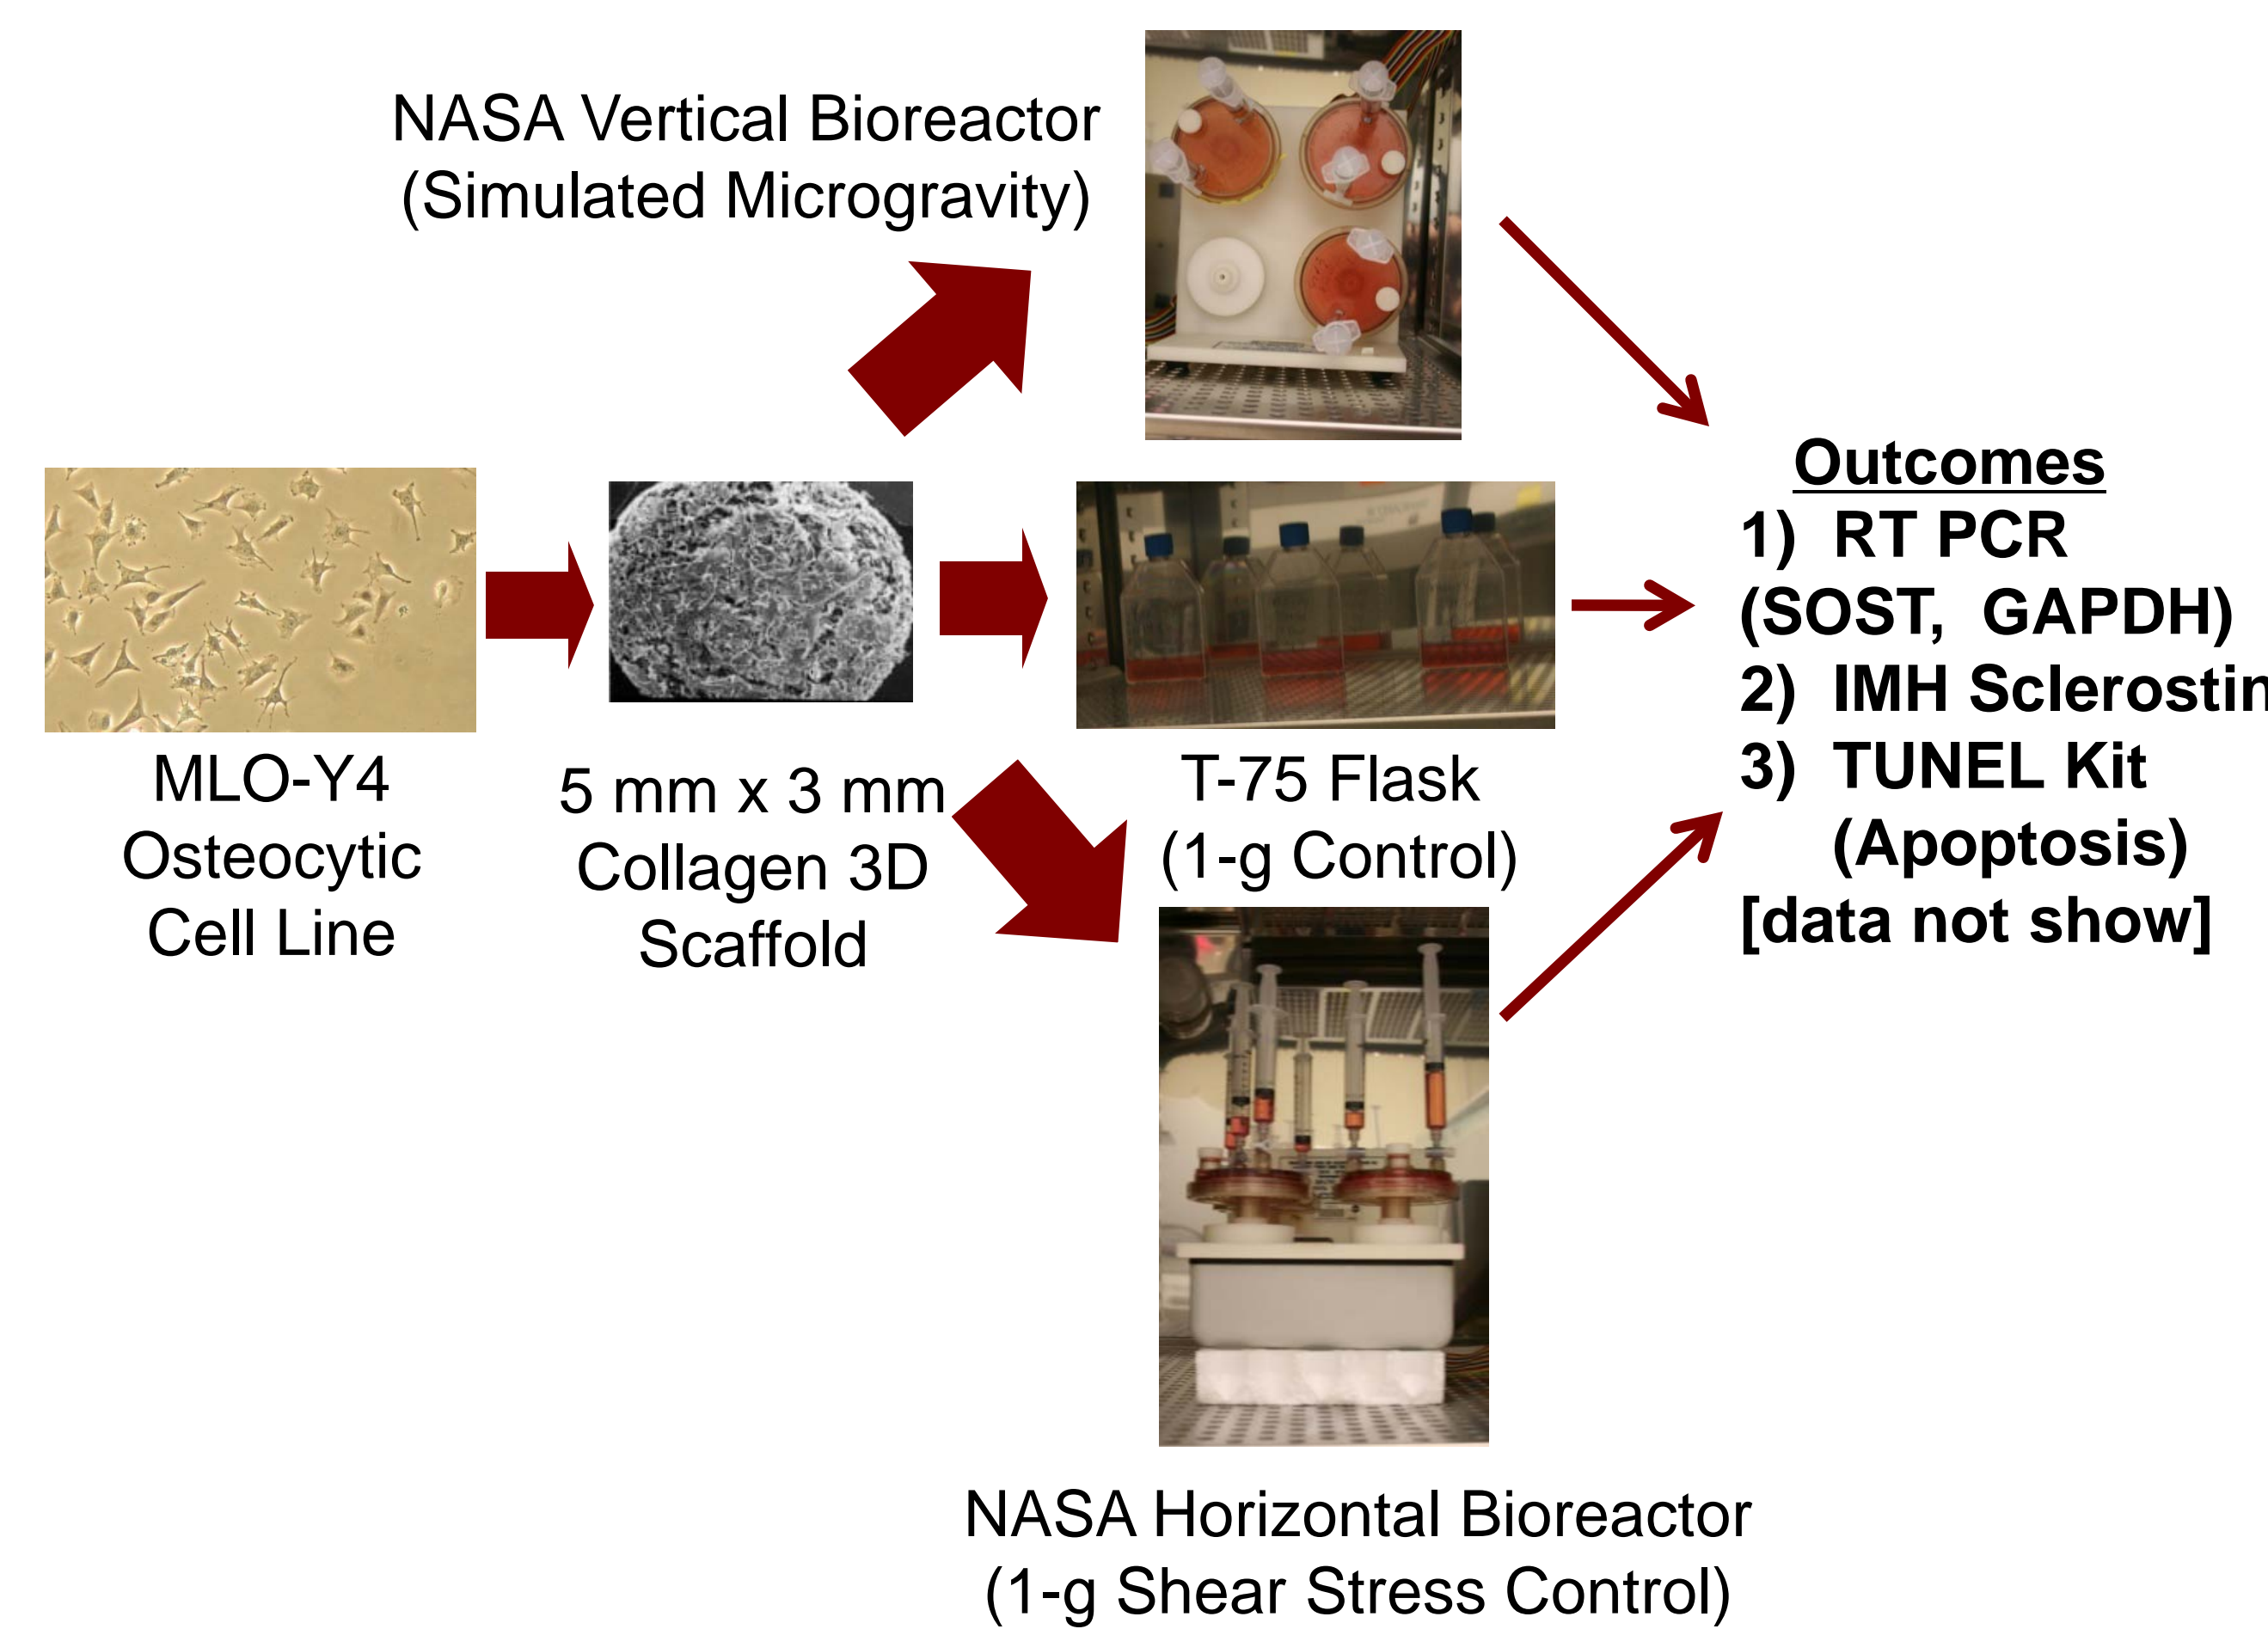 NASA Vertical Bioreactor
(Simulated Microgravity)
MLO-Y4
Osteocytic
Cell Line
5 mm x 3 mm
Collagen 3D
Scaffold
T-75 Flask
(1-g Control)
NASA Horizontal Bioreactor
(1-g Shear Stress Control)
Outcomes
1) RT PCR
(SOST, GAPDH)
2) IMH Sclerostin
3) TUNEL Kit
(Apoptosis)
[data not show]